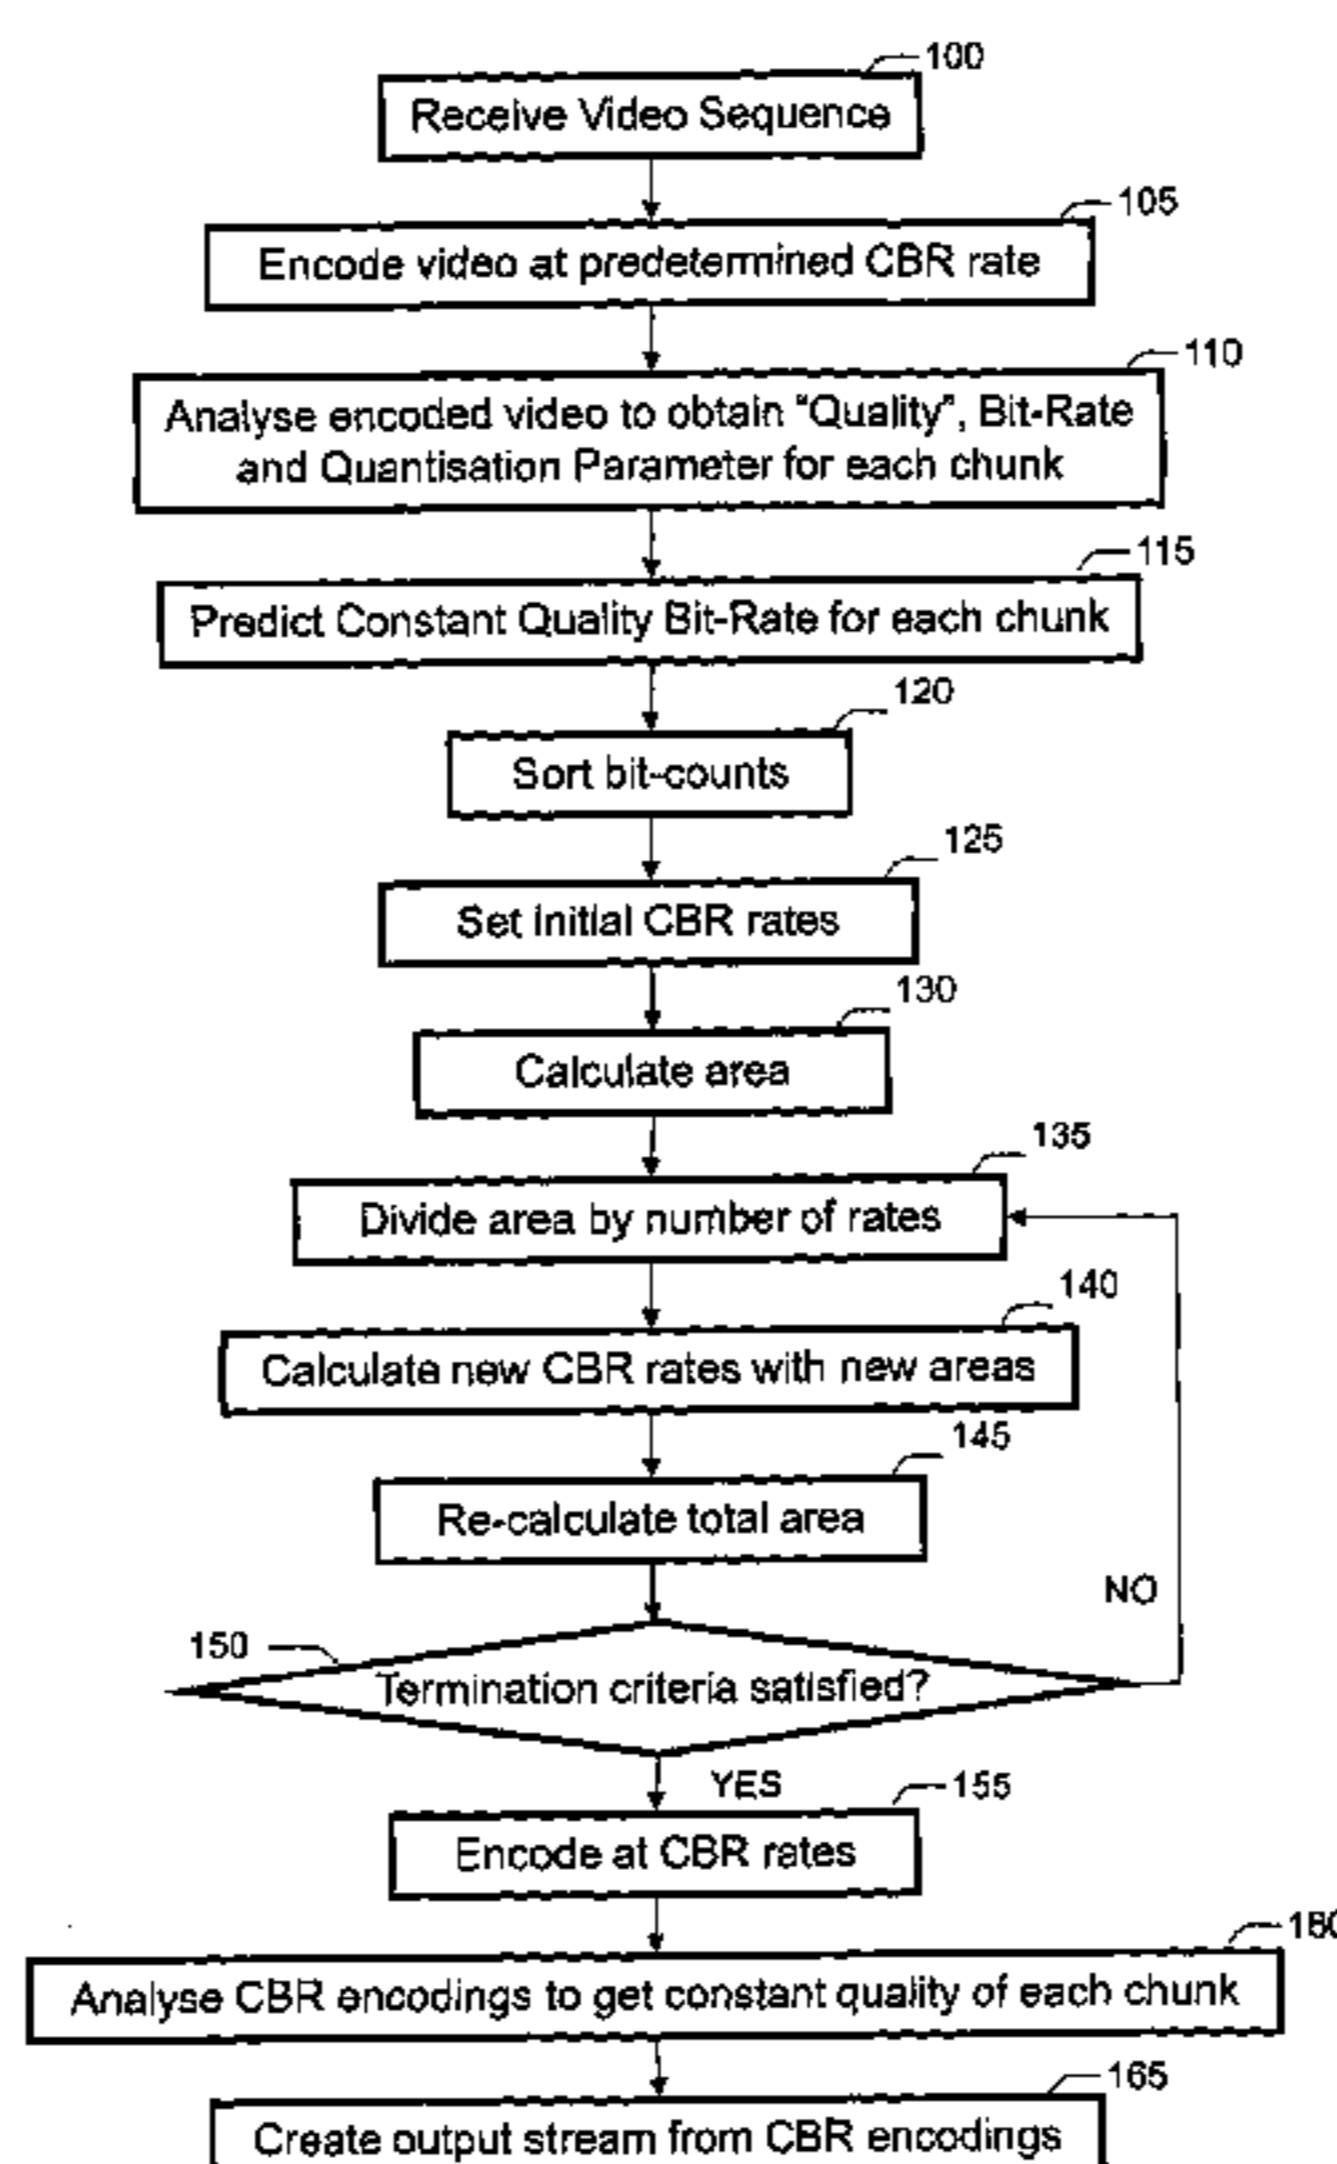 100
Receive Video Sequence
105
Encode video at predetermined CBR rate
110
Analyse encoded video to obtain "Quality", Bit-Rate
and Quantisation Parameter for each chunk
115
Predict Constant Quality Bit-Rate for each chunk
120
Sort bit-counts
125
Set initial CBR rates
130
Calculate area
135
Divide area by number of rates
140
Calculate new CBR rates with new areas
145
Re-calculate total area
NO
150
Termination criteria satisfied?
YES
155
Encode at CBR rates
160
Analyse CBR encodings to get constant quality of each chunk
165
Create output stream from CBR encodings